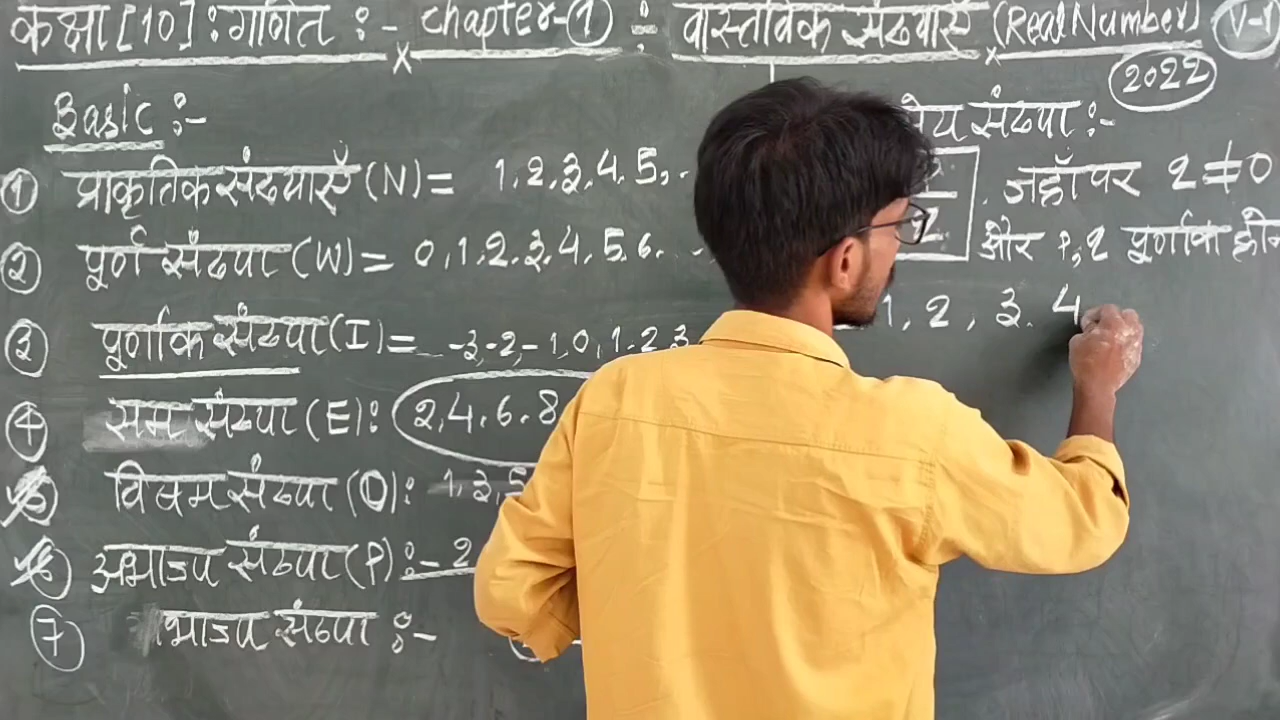 कक्षा [10] : गणित :- chapter-① : वास्तविक संख्याएँ (Real Number) V-1
2022
Basic :-
① प्राकृतिक संख्याएँ (N) = 1, 2, 3, 4, 5, .
② पूर्ण संख्या (W) = 0, 1, 2, 3, 4, 5, 6. . .
③ पूर्णांक संख्या (I) = -3, -2, -1, 0, 1, 2, 3
④ सम संख्या (E) : 2, 4, 6, 8
विषम संख्या (O) : 1, 3, 5
अभाज्य संख्या (P) :- 2
⑦ भाज्य संख्या :-
संख्या :-
जहाँ पर q ≠ 0
और P, q पूर्णांक
1, 2, 3, 4